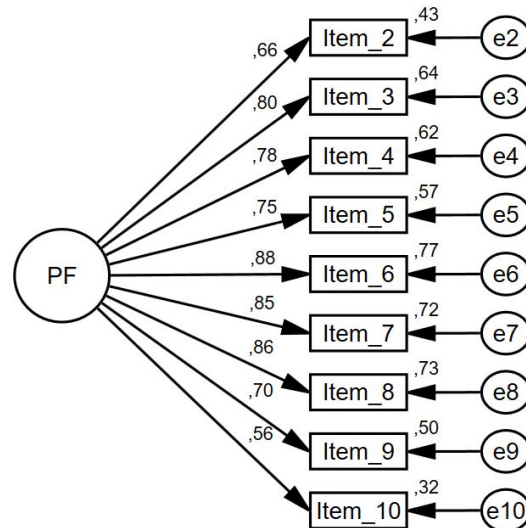 ,43
,66
Item_2
e2
,64
,80
Item_3
e3
,62
,78
Item_4
e4
,57
,75
Item_5
e5
,77
PF
,88
Item_6
e6
,72
,85
Item_7
e7
,73
,86
Item_8
e8
,50
,70
Item_9
e9
,32
,56
Item_10
e10